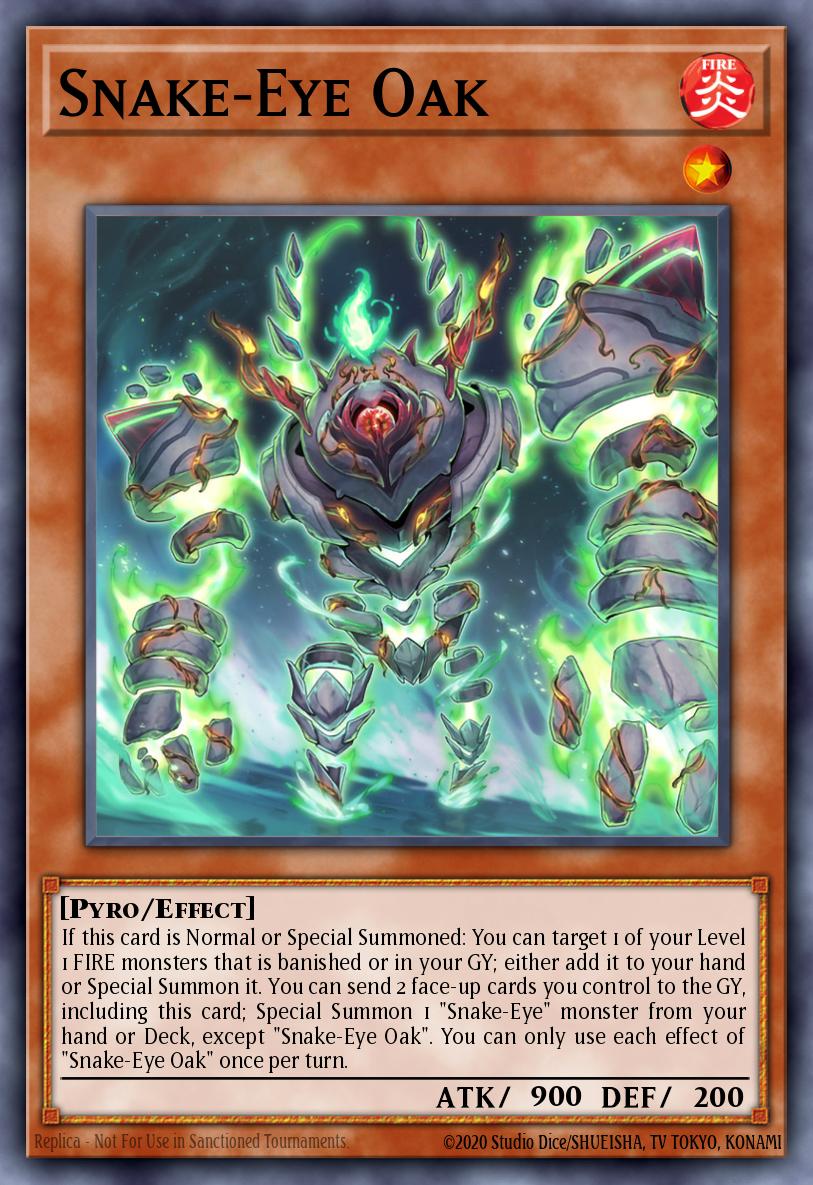 Snake-Eye Oak
FIRE
炎
[Pyro/Effect]
If this card is Normal or Special Summoned: You can target 1 of your Level
1 FIRE monsters that is banished or in your GY; either add it to your hand
or Special Summon it. You can send 2 face-up cards you control to the GY,
including this card; Special Summon 1 "Snake-Eye" monster from your
hand or Deck, except "Snake-Eye Oak". You can only use each effect of
"Snake-Eye Oak" once per turn.
ATK/ 900 DEF/ 200
Replica - Not For Use in Sanctioned Tournaments.
©2020 Studio Dice/SHUEISHA, TV TOKYO, KONAMI